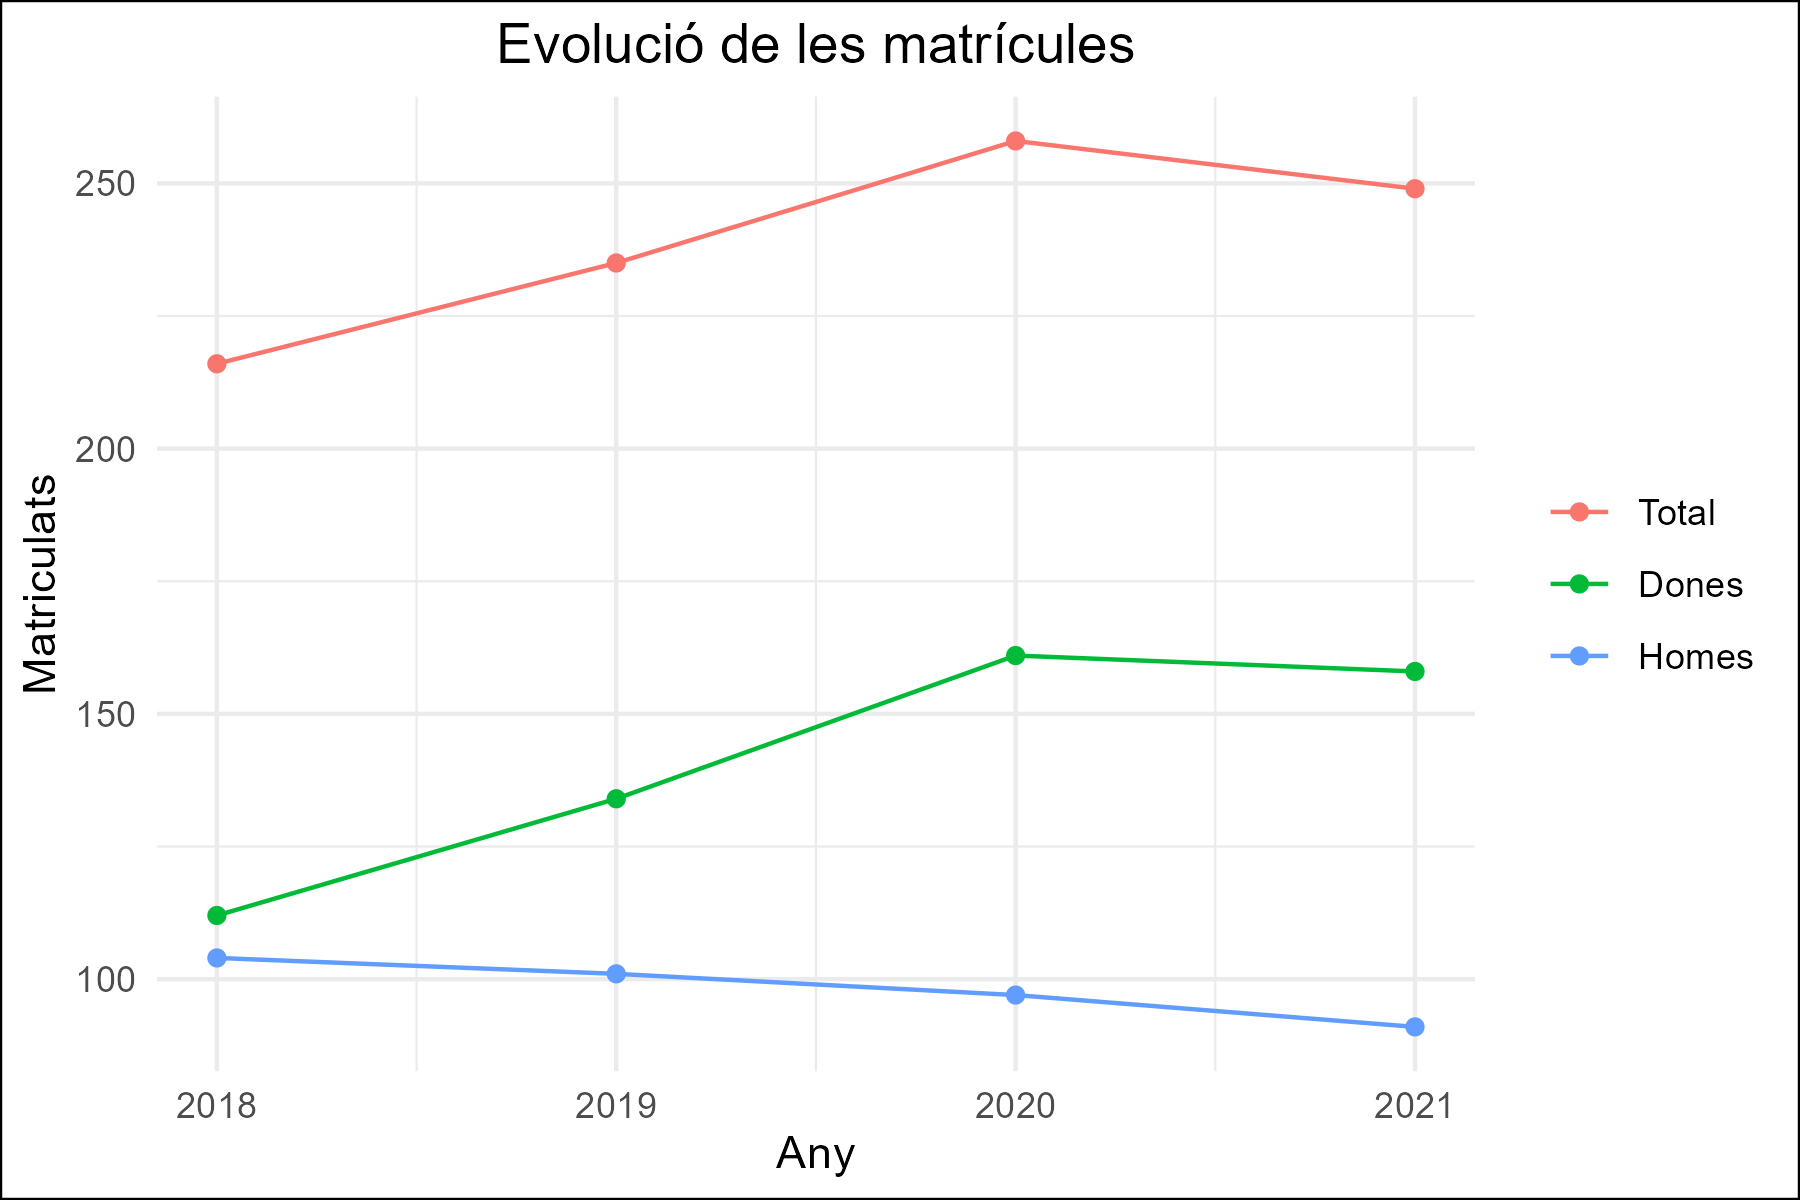 Evolució de les matrícules
250
200
150
100
Matriculats
2018 2019 2020 2021
Any
Total
Dones
Homes